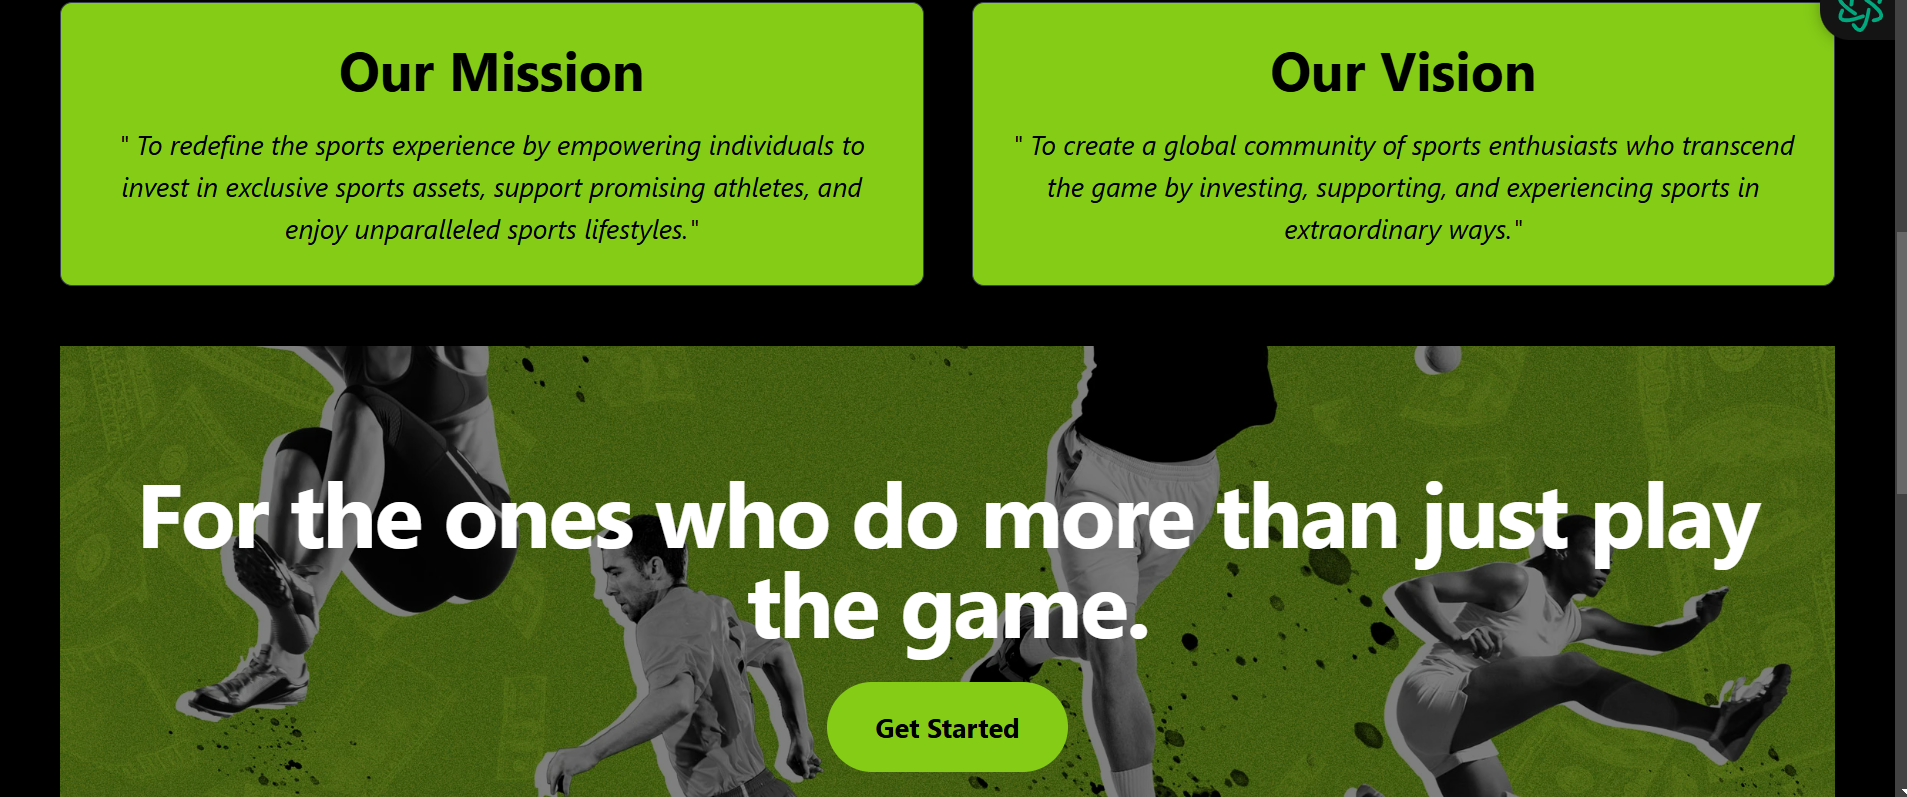 Our Mission
" To redefine the sports experience by empowering individuals to
invest in exclusive sports assets, support promising athletes, and
enjoy unparalleled sports lifestyles."
Our Vision
" To create a global community of sports enthusiasts who transcend
the game by investing, supporting, and experiencing sports in
extraordinary ways."
For the ones who do more than just play
the game.
Get Started